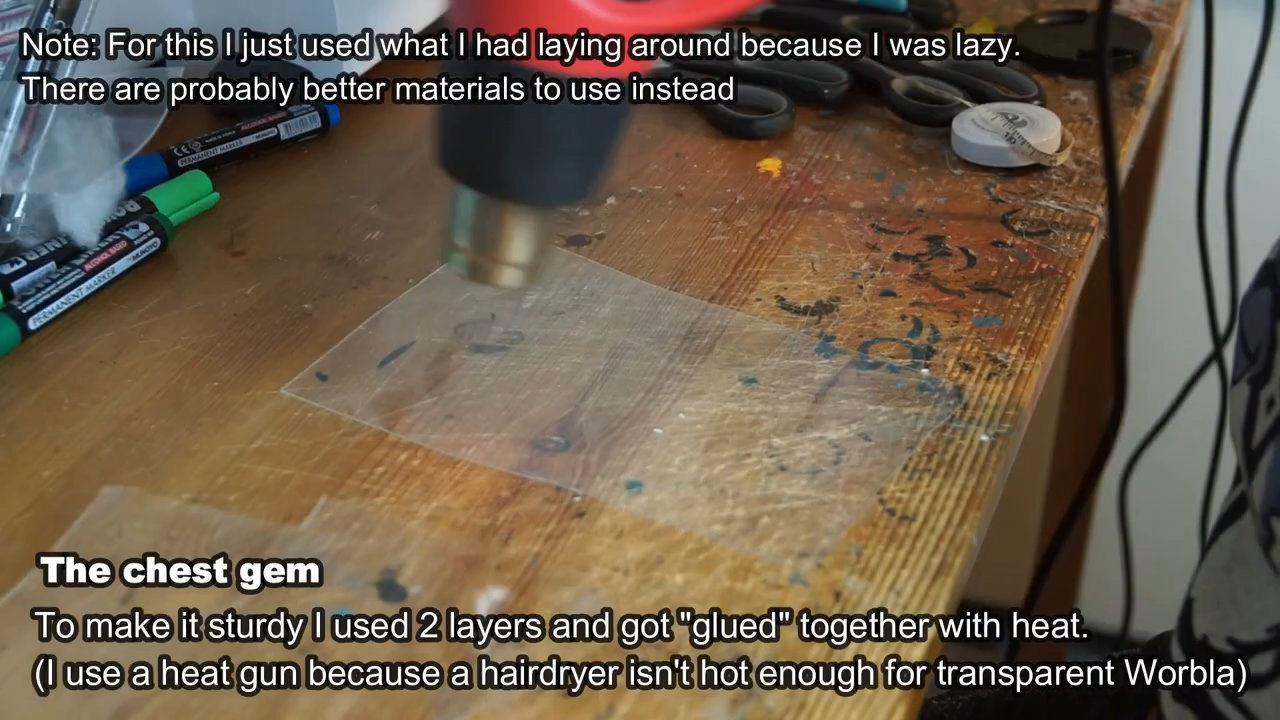 Note: For this I just used what I had laying around because I was lazy.
There are probably better materials to use instead
PERMANENT MARKER
PERMANENT MARKER
The chest gem
To make it sturdy I used 2 layers and got "glued" together with heat.
(I use a heat gun because a hairdryer isn't hot enough for transparent Worbla)